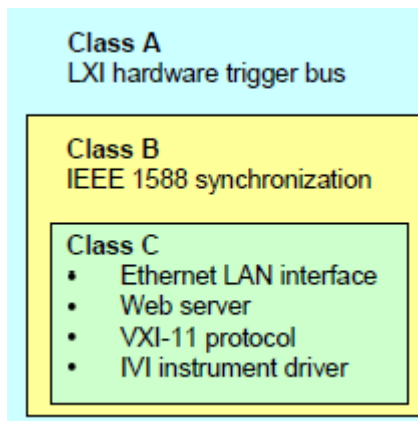 Class A
LXI hardware trigger bus
Class B
IEEE 1588 synchronization
Class C
• Ethernet LAN interface
• Web server
• VXI-11 protocol
• IVI instrument driver